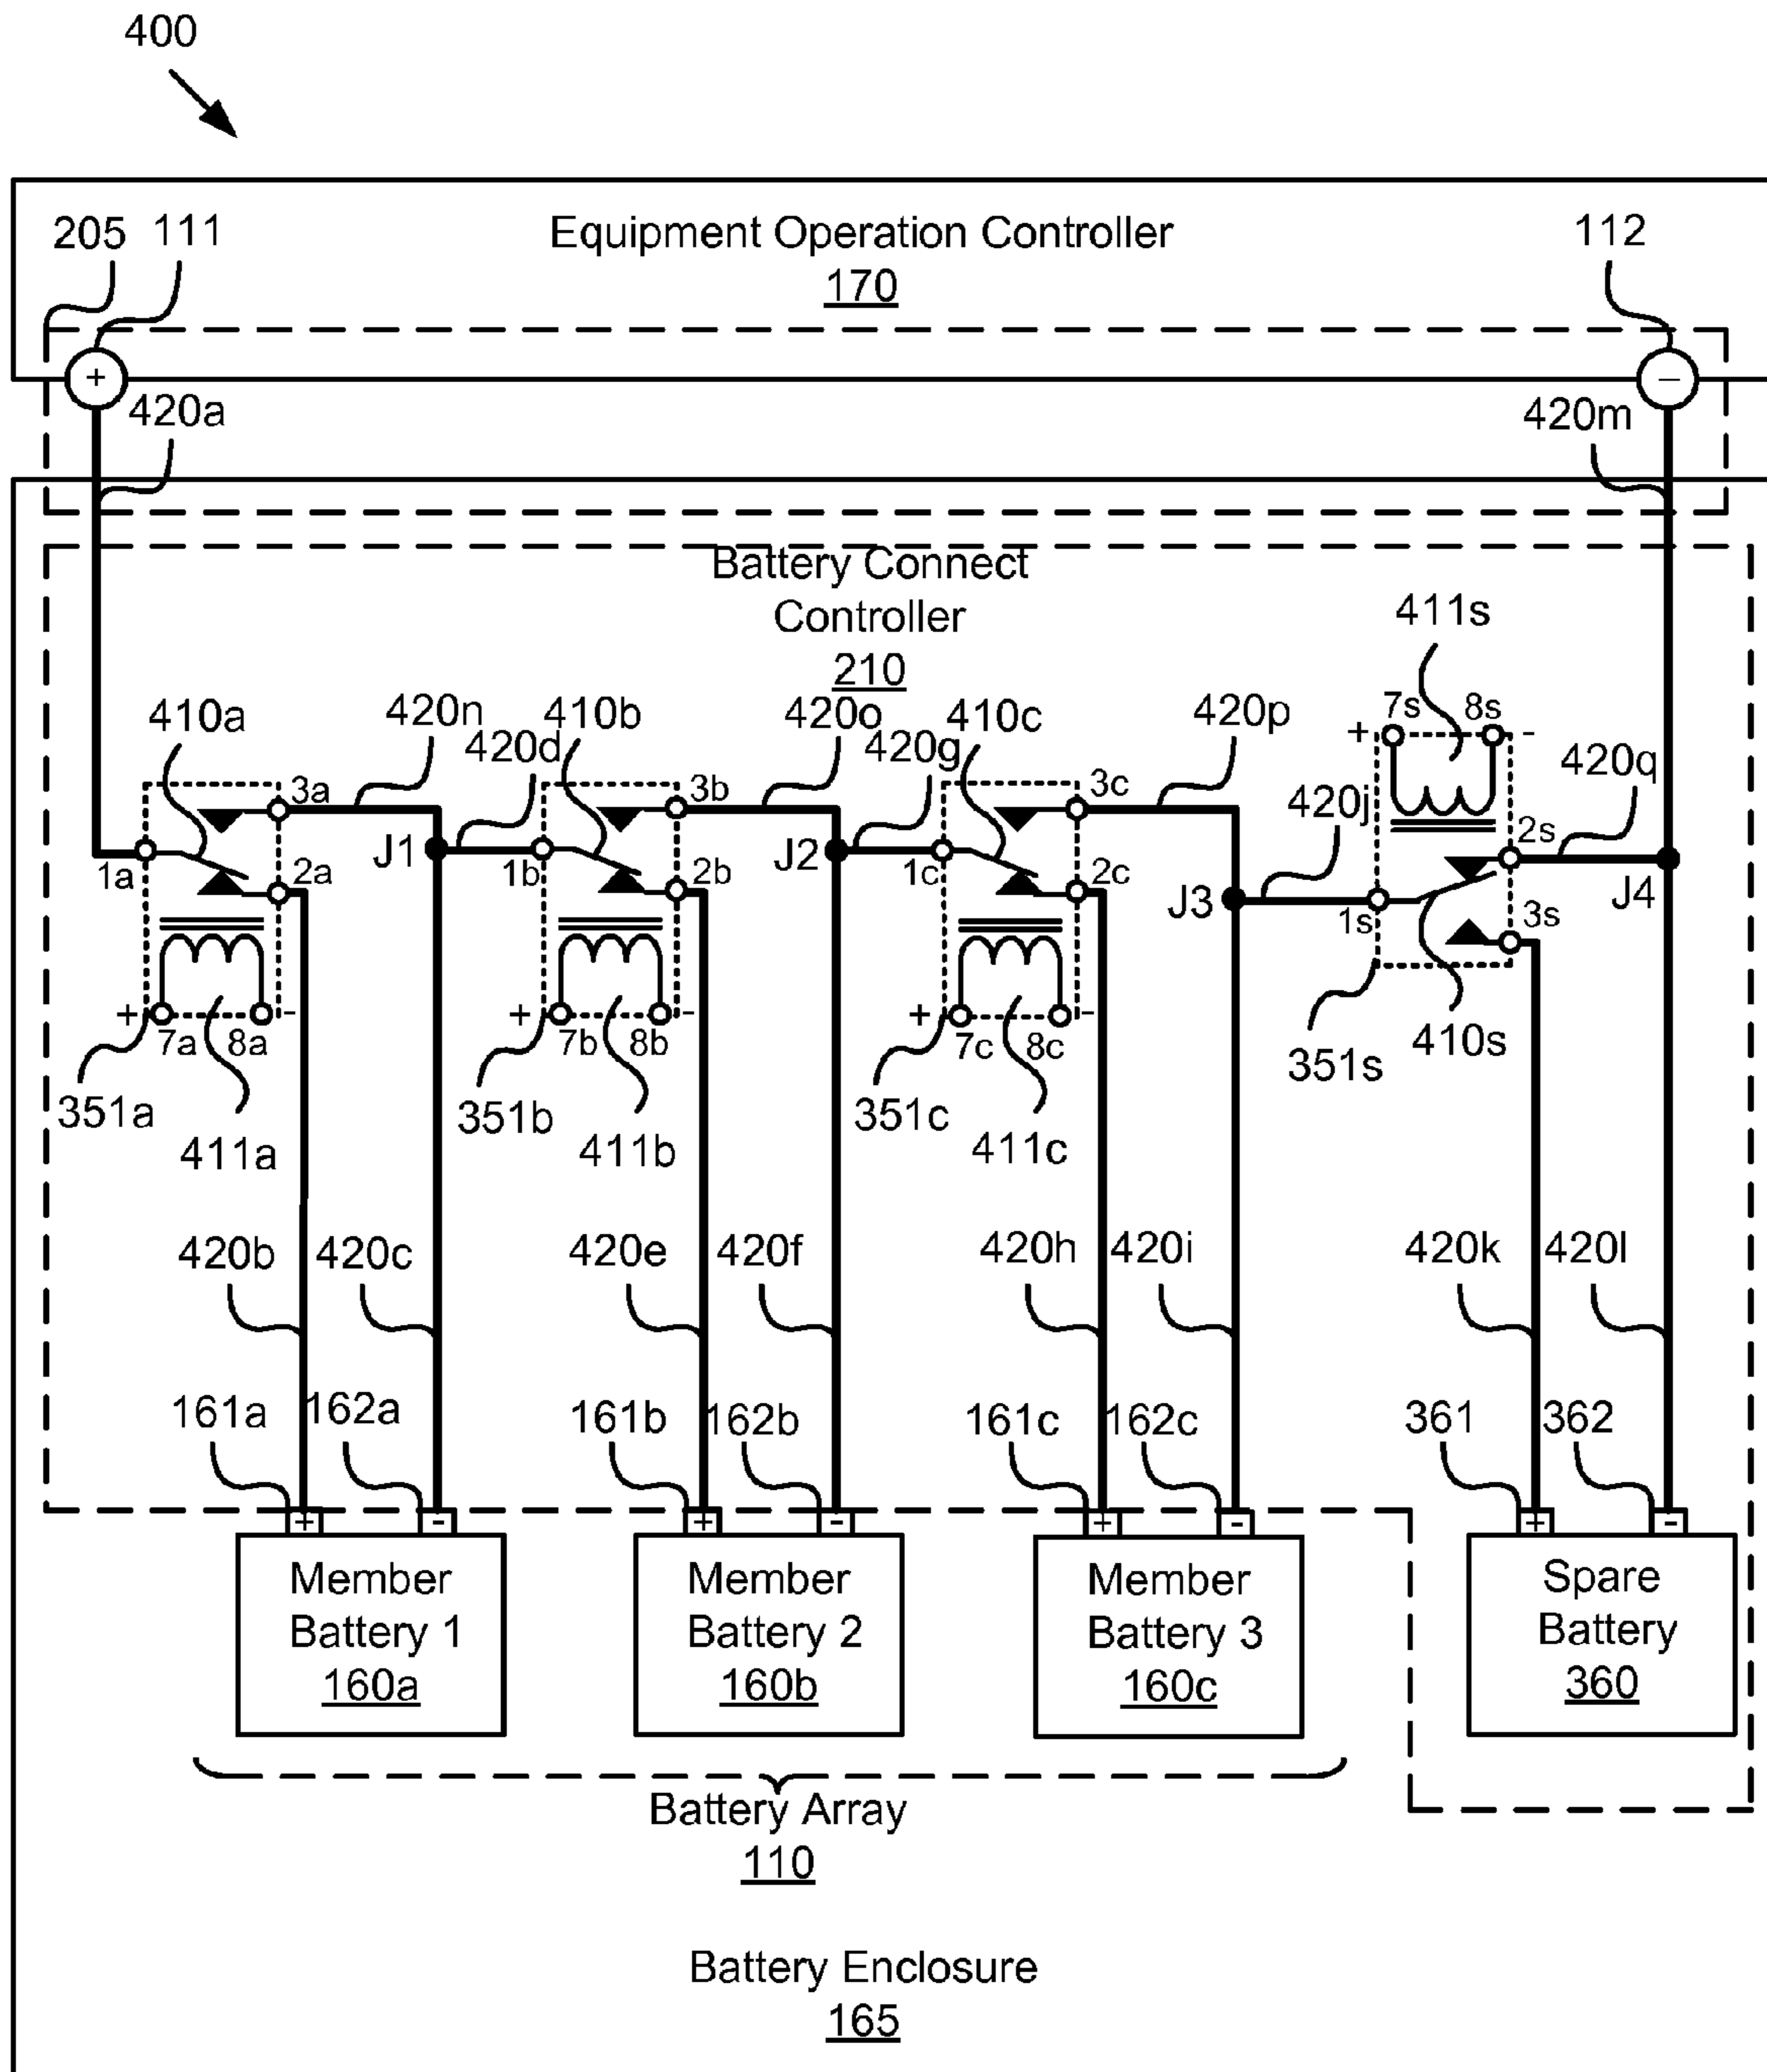 400
205
111
Equipment Operation Controller
170
112
+
−
420a
420m
Battery Connect
Controller
210
411s
7s
8s
+
-
410a
420n
420d
410b
420o
420g
410c
420p
420j
420q
3a
3b
3c
2s
1a
J1
2a
1b
J2
2b
1c
J3
2c
1s
3s
J4
+
7a
8a
-
+
7b
8b
-
+
7c
8c
-
351s
410s
351a
411a
351b
411b
351c
411c
420b
420c
420e
420f
420h
420i
420k
420l
161a
162a
161b
162b
161c
162c
361
362
+
-
+
-
+
-
+
-
Member
Battery 1
160a
Member
Battery 2
160b
Member
Battery 3
160c
Spare
Battery
360
Battery Array
110
Battery Enclosure
165